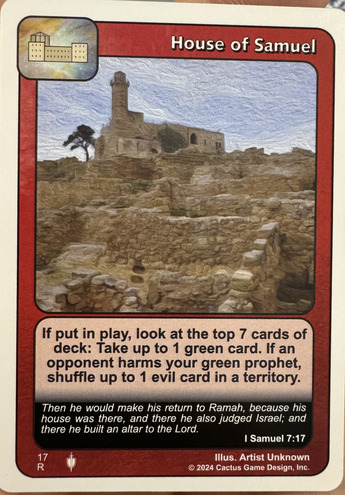 House of Samuel
If put in play, look at the top 7 cards of
deck: Take up to 1 green card. If an
opponent harms your green prophet,
shuffle up to 1 evil card in a territory.
Then he would make his return to Ramah, because his
house was there, and there he also judged Israel; and
there he built an altar to the Lord.
I Samuel 7:17
17
R
Illus. Artist Unknown
© 2024 Cactus Game Design, Inc.